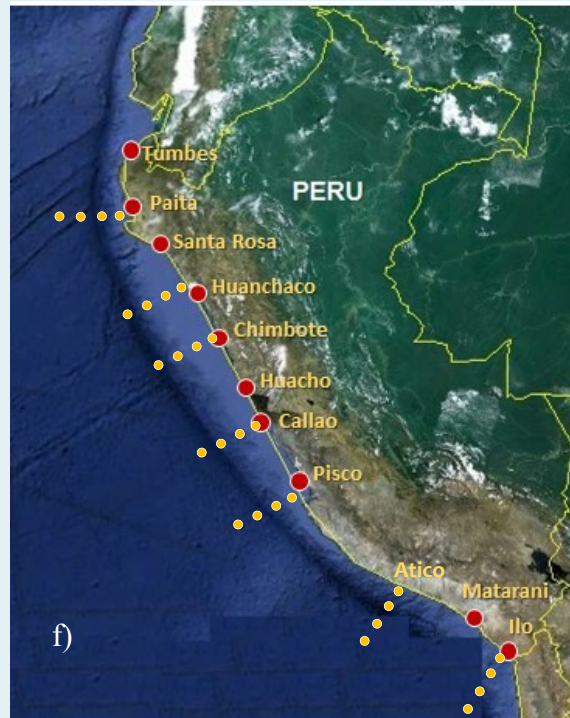 Tumbes
PERU
Paita
Santa Rosa
Huanchaco
Chimbote
Huacho
Callao
Pisco
Atico
Matarani
Ilo
f)